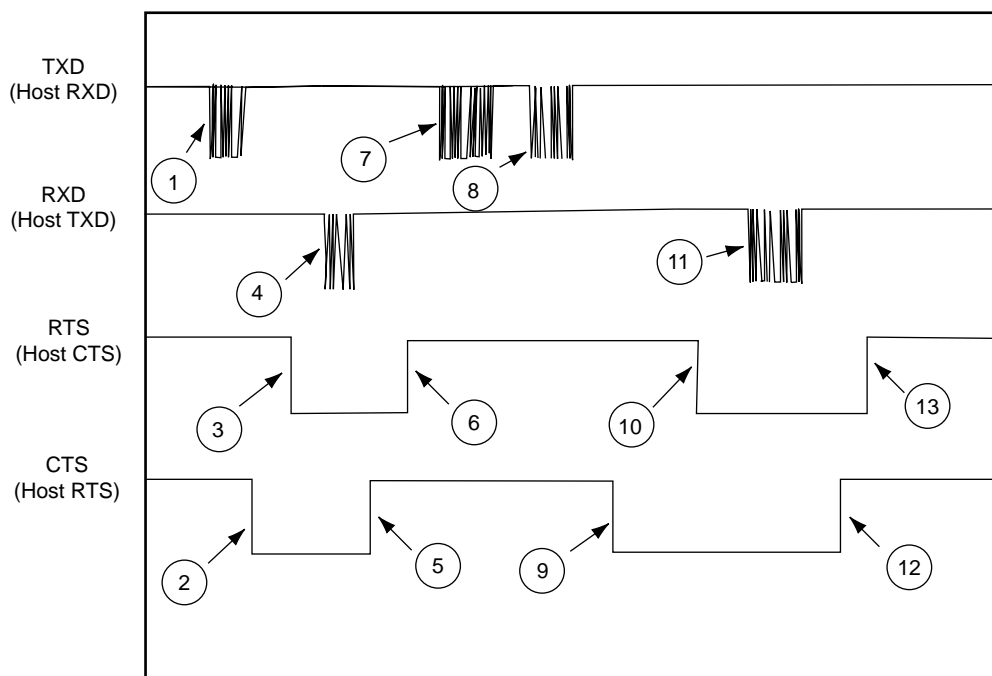 TXD
(Host RXD)
1
7
8
RXD
(Host TXD)
4
11
RTS
(Host CTS)
3
6
10
13
CTS
(Host RTS)
2
5
9
12